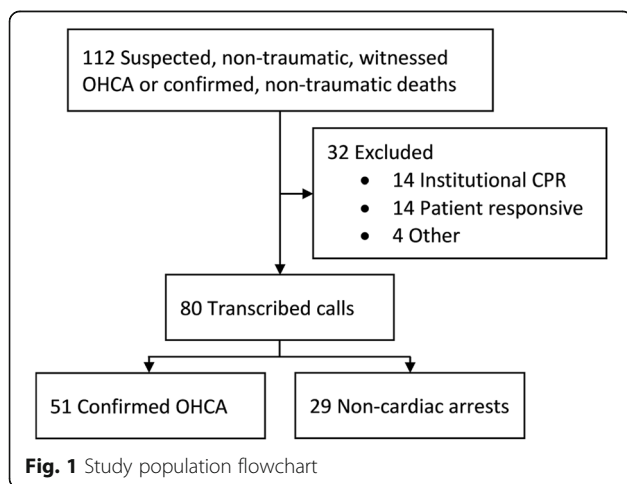 112 Suspected, non-traumatic, witnessed
OHCA or confirmed, non-traumatic deaths
32 Excluded
• 14 Institutional CPR
• 14 Patient responsive
• 4 Other
80 Transcribed calls
51 Confirmed OHCA
29 Non-cardiac arrests
Fig. 1 Study population flowchart